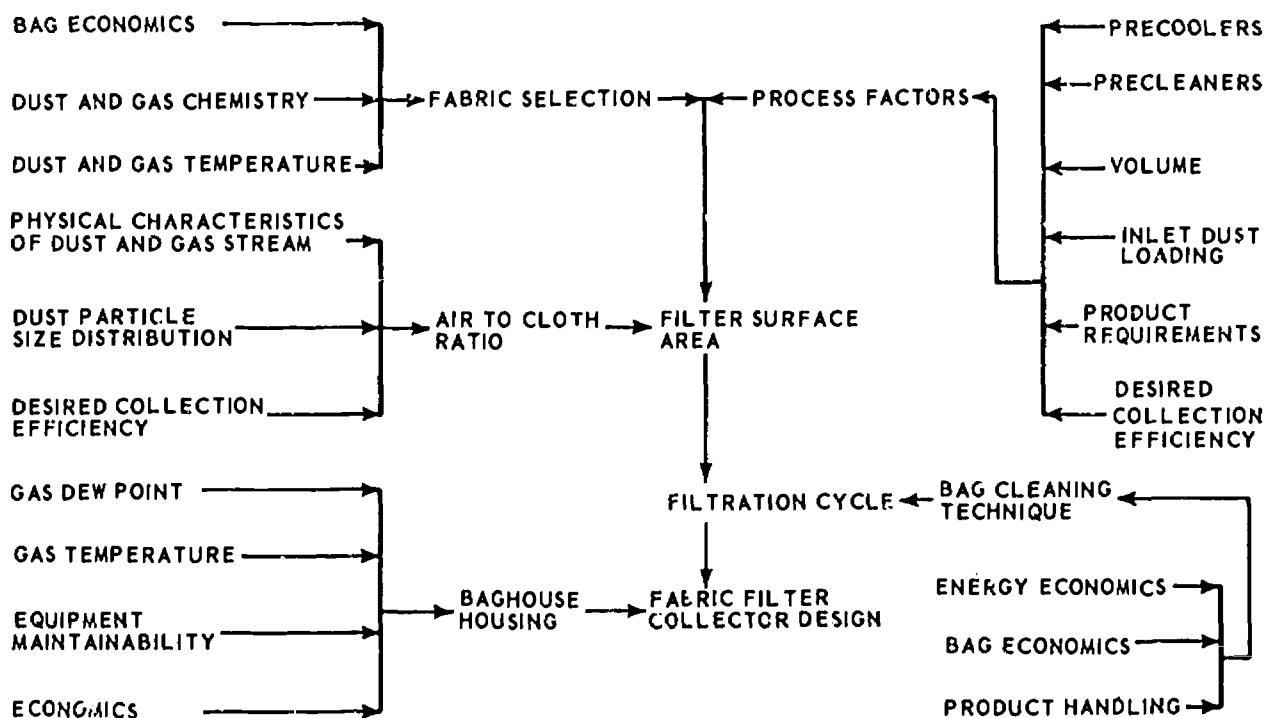 BAG ECONOMICS
DUST AND GAS CHEMISTRY
DUST AND GAS TEMPERATURE
FABRIC SELECTION
PROCESS FACTORS
PRECOOLERS
PRECLEANERS
VOLUME
INLET DUST
LOADING
PRODUCT
REQUIREMENTS
DESIRED
COLLECTION
EFFICIENCY
PHYSICAL CHARACTERISTICS
OF DUST AND GAS STREAM
DUST PARTICLE
SIZE DISTRIBUTION
DESIRED COLLECTION
EFFICIENCY
AIR TO CLOTH
RATIO
FILTER SURFACE
AREA
GAS DEW POINT
GAS TEMPERATURE
EQUIPMENT
MAINTAINABILITY
ECONOMICS
BAGHOUSE
HOUSING
FILTRATION CYCLE
BAG CLEANING
TECHNIQUE
FABRIC FILTER
COLLECTOR DESIGN
ENERGY ECONOMICS
BAG ECONOMICS
PRODUCT HANDLING